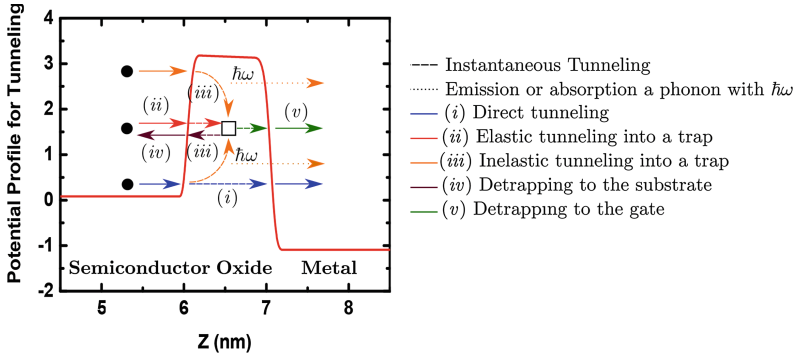 Potential Profile for Tunneling
4
3
2
1
0
-1
-2
5
6
7
8
Z (nm)
ħω
(iii)
(ii)
(v)
(iv)
(iii)
ħω
(i)
Semiconductor Oxide Metal
Instantaneous Tunneling
Emission or absorption a phonon with ħω
(i) Direct tunneling
(ii) Elastic tunneling into a trap
(iii) Inelastic tunneling into a trap
(iv) Detrapping to the substrate
(v) Detrapping to the gate